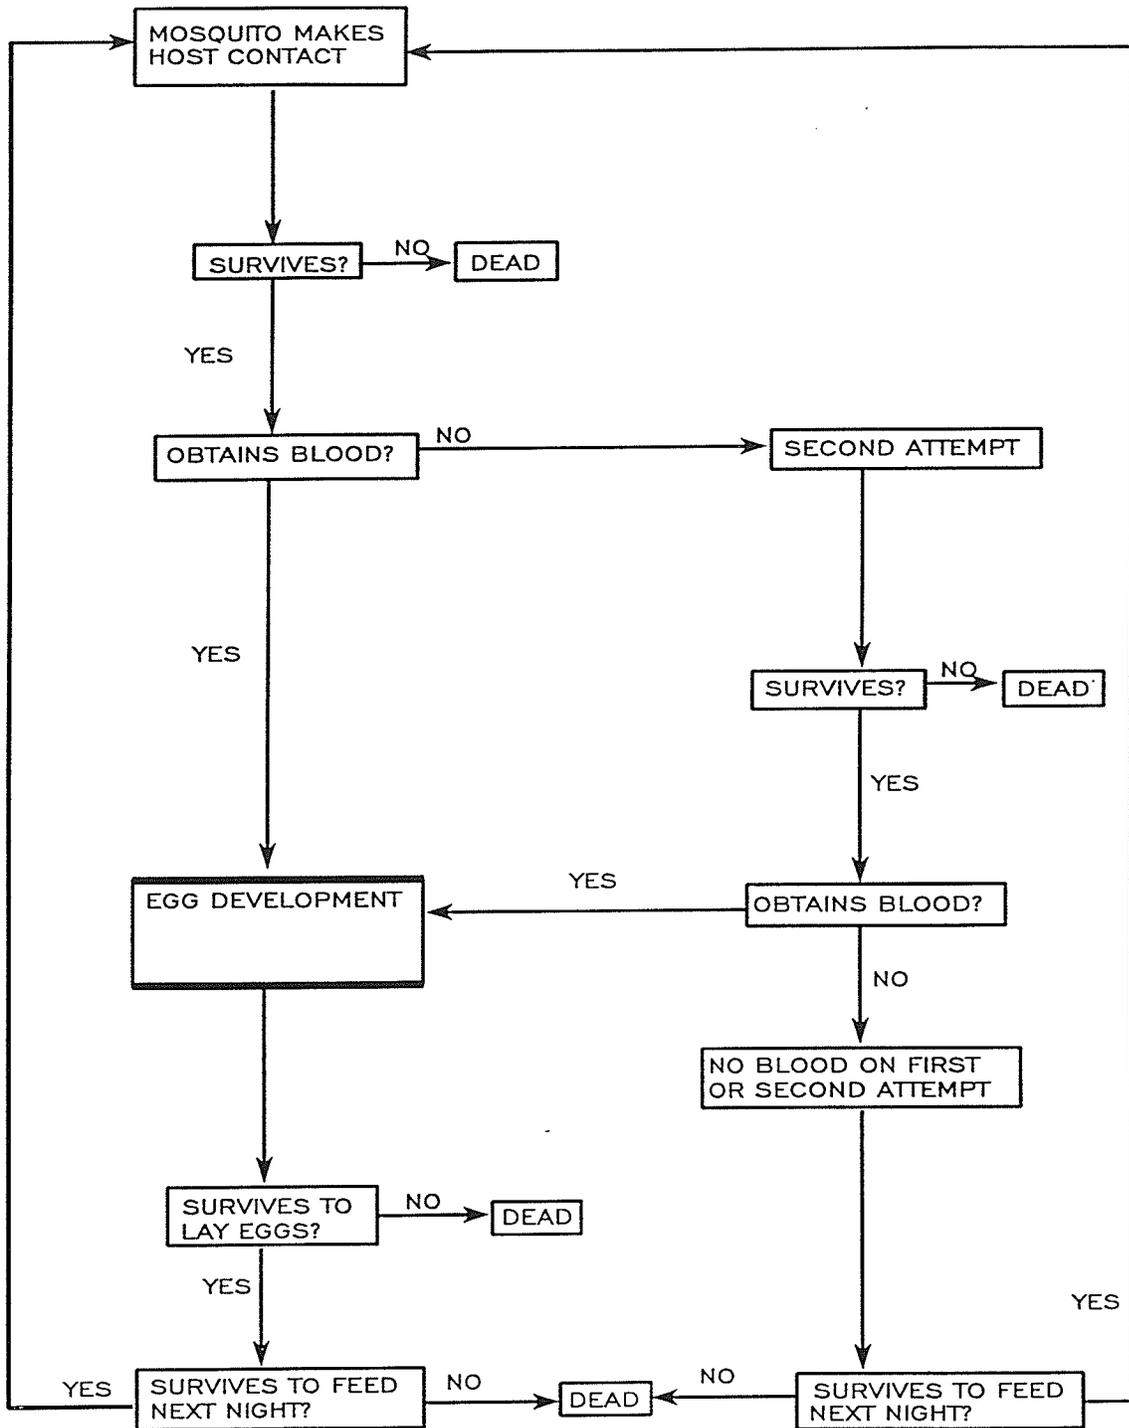 MOSQUITO MAKES
HOST CONTACT
SURVIVES?
NO
DEAD
YES
OBTAINS BLOOD?
NO
SECOND ATTEMPT
YES
SURVIVES?
NO
DEAD
YES
EGG DEVELOPMENT
YES
OBTAINS BLOOD?
NO
NO BLOOD ON FIRST
OR SECOND ATTEMPT
SURVIVES TO
LAY EGGS?
NO
DEAD
YES
YES
YES
SURVIVES TO FEED
NEXT NIGHT?
NO
DEAD
NO
SURVIVES TO FEED
NEXT NIGHT?